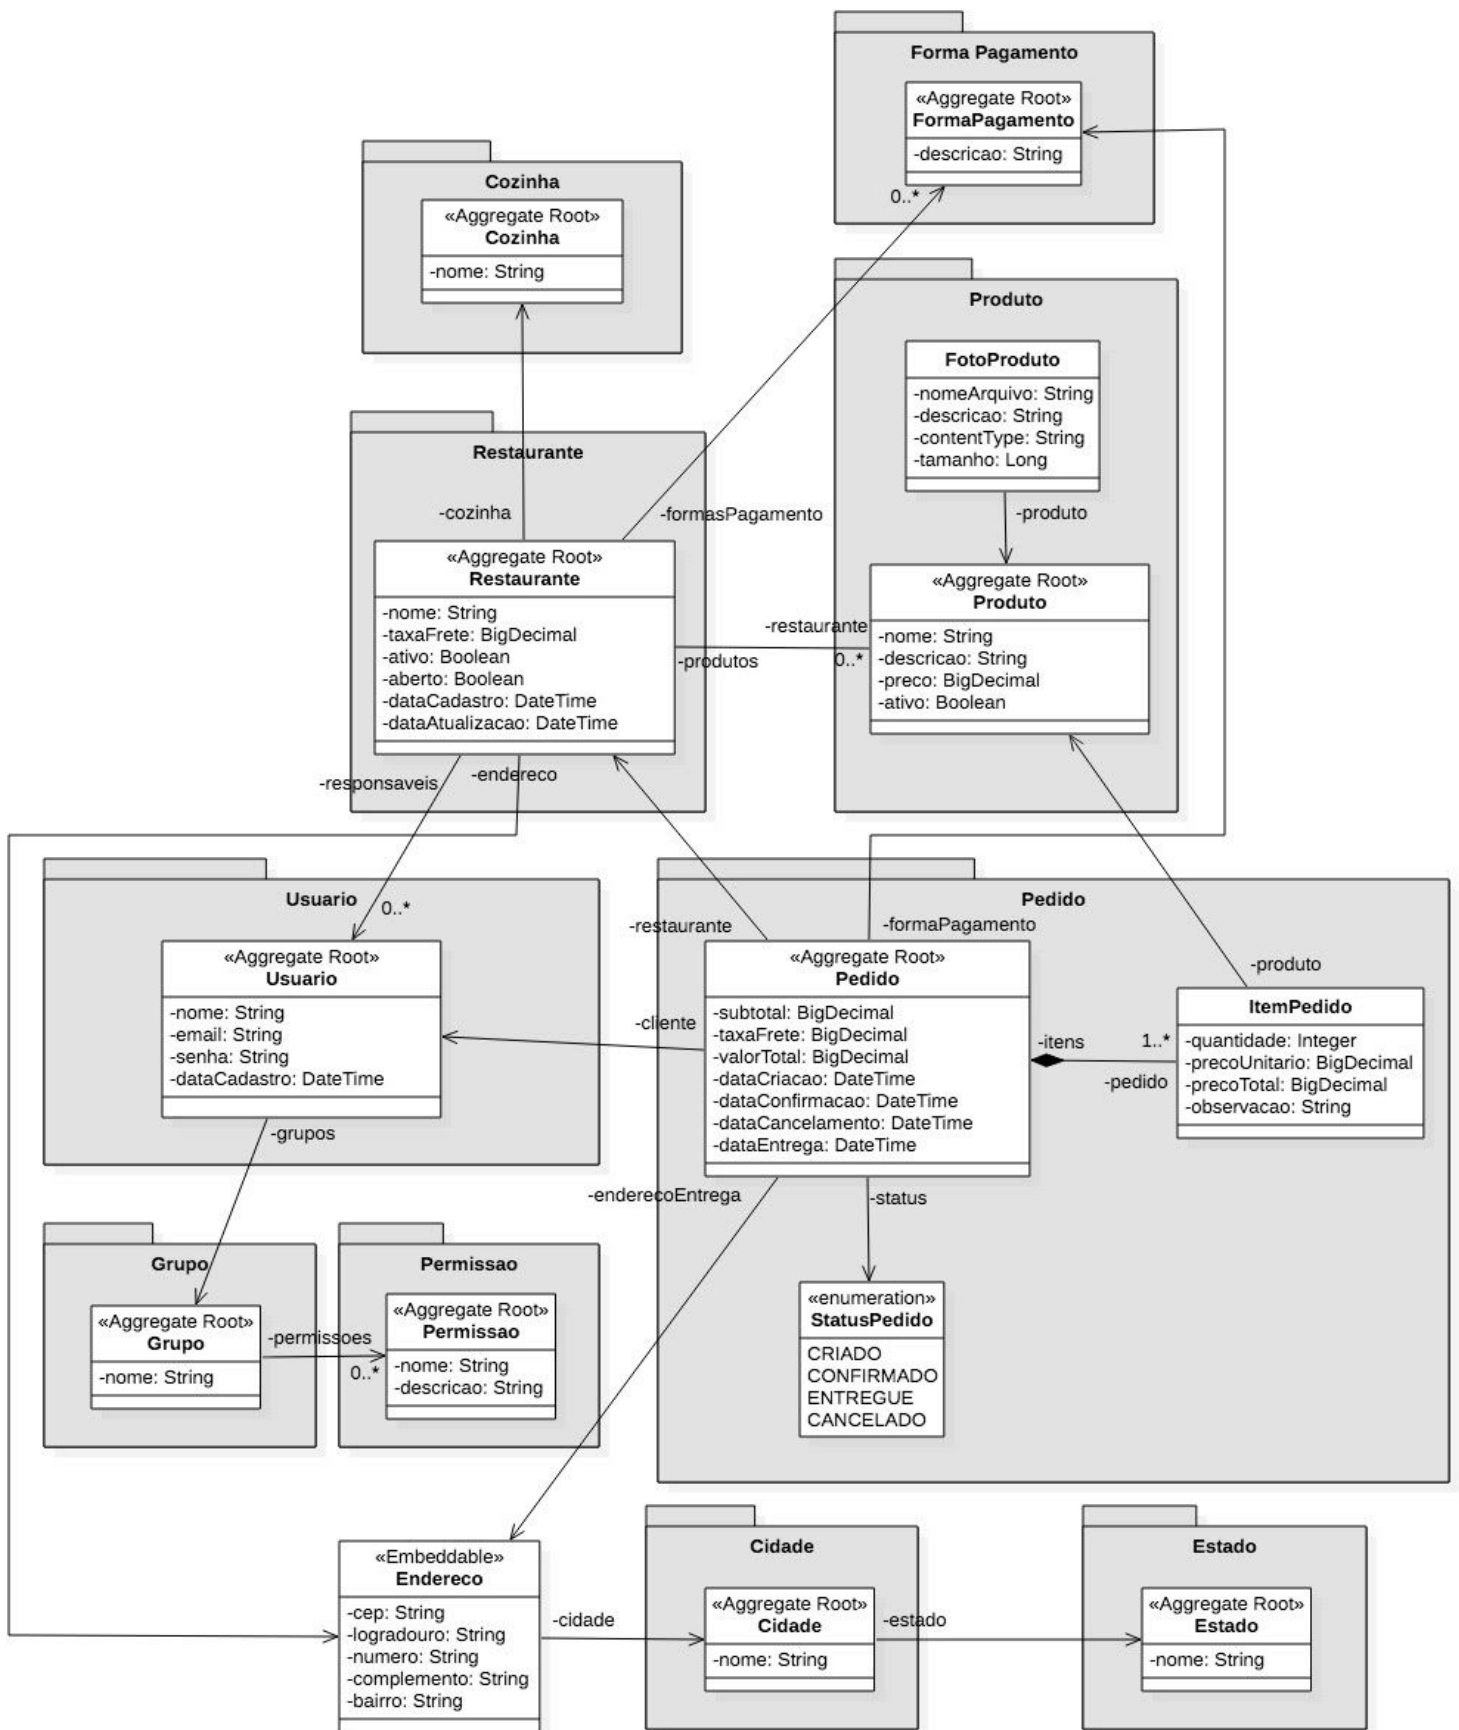 Forma Pagamento
«Aggregate Root»
FormaPagamento
-descricao: String
0..*
Cozinha
«Aggregate Root»
Cozinha
-nome: String
Produto
FotoProduto
-nomeArquivo: String
-descricao: String
-contentType: String
-tamanho: Long
-produto
Restaurante
-cozinha
-formasPagamento
«Aggregate Root»
Restaurante
-nome: String
-taxaFrete: BigDecimal
-ativo: Boolean
-aberto: Boolean
-dataCadastro: DateTime
-dataAtualizacao: DateTime
-restaurante
-produtos
0..*
«Aggregate Root»
Produto
-nome: String
-descricao: String
-preco: BigDecimal
-ativo: Boolean
-responsaveis
-endereco
Usuario
0..*
«Aggregate Root»
Usuario
-nome: String
-email: String
-senha: String
-dataCadastro: DateTime
-grupos
Pedido
-restaurante
-formaPagamento
-cliente
«Aggregate Root»
Pedido
-subtotal: BigDecimal
-taxaFrete: BigDecimal
-valorTotal: BigDecimal
-dataCriacao: DateTime
-dataConfirmacao: DateTime
-dataCancelamento: DateTime
-dataEntrega: DateTime
-itens
1..*
-pedido
-produto
ItemPedido
-quantidade: Integer
-precoUnitario: BigDecimal
-precoTotal: BigDecimal
-observacao: String
-enderecoEntrega
-status
«enumeration»
StatusPedido
CRIADO
CONFIRMADO
ENTREGUE
CANCELADO
Grupo
«Aggregate Root»
Grupo
-nome: String
-permissoes
0..*
Permissao
«Aggregate Root»
Permissao
-nome: String
-descricao: String
«Embeddable»
Endereco
-cep: String
-logradouro: String
-numero: String
-complemento: String
-bairro: String
-cidade
Cidade
«Aggregate Root»
Cidade
-nome: String
-estado
Estado
«Aggregate Root»
Estado
-nome: String